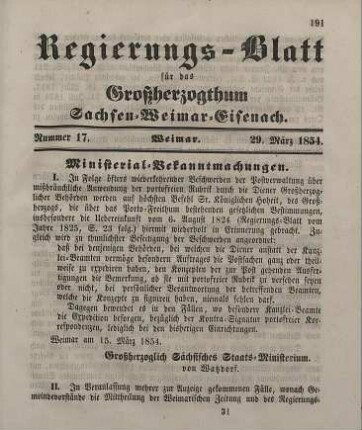 191
Regierungs-Blatt
für das
Großherzogthum
Sachsen-Weimar-Eisenach.
Nummer 17. Weimar. 29. März 1854.
Ministerial-Bekanntmachungen.
I. In Folge öfters wiederkehrender Beschwerden der Postverwaltung über
mißbräuchliche Anwendung der portofreien Rubrik durch die Diener Großherzog-
licher Behörden werden auf höchsten Befehl Sr. Königlichen Hoheit, des Groß-
herzogs, die über das Porto-Freithum bestehenden gesetzlichen Bestimmungen,
insbesondere die Uebereinkunft vom 6. August 1824 (Regierungs-Blatt vom
Jahre 1825, S. 23 folg.) hiermit wiederholt in Erinnerung gebracht. Zu-
gleich wird zu thunlichster Beseitigung der Beschwerden angeordnet:
daß bei denjenigen Behörden, bei welchen die Diener anstatt der Kanz-
lei-Beamten vermöge besonderer Auftrags die Postsachen ganz oder theil-
weise zu expediren haben, den Konzepten der zur Post gebenden Ausfer-
tigungen die Bemerkung, ob sie mit portofreier Rubrik zu versehen seyen
oder nicht, bei persönlicher Verantwortung der betreffenden Beamten,
welche die Konzepte zu signiren haben, niemals fehlen darf.
Dagegen bewendet es in den Fällen, wo besondere Kanzlei-Beamte
die Expedition besorgen, bezüglich der Kontra-Signatur portofreier Kor-
respondenzen, lediglich bei den bisherigen Einrichtungen.
Weimar am 15. März 1854.
Großherzoglich Sächsisches Staats-Ministerium.
von Watzdorf.
II. In Veranlassung mehrer zur Anzeige gekommenen Fälle, wonach Ge-
meindevorstände die Mittheilung der Weimarischen Zeitung und des Regierungs-
31